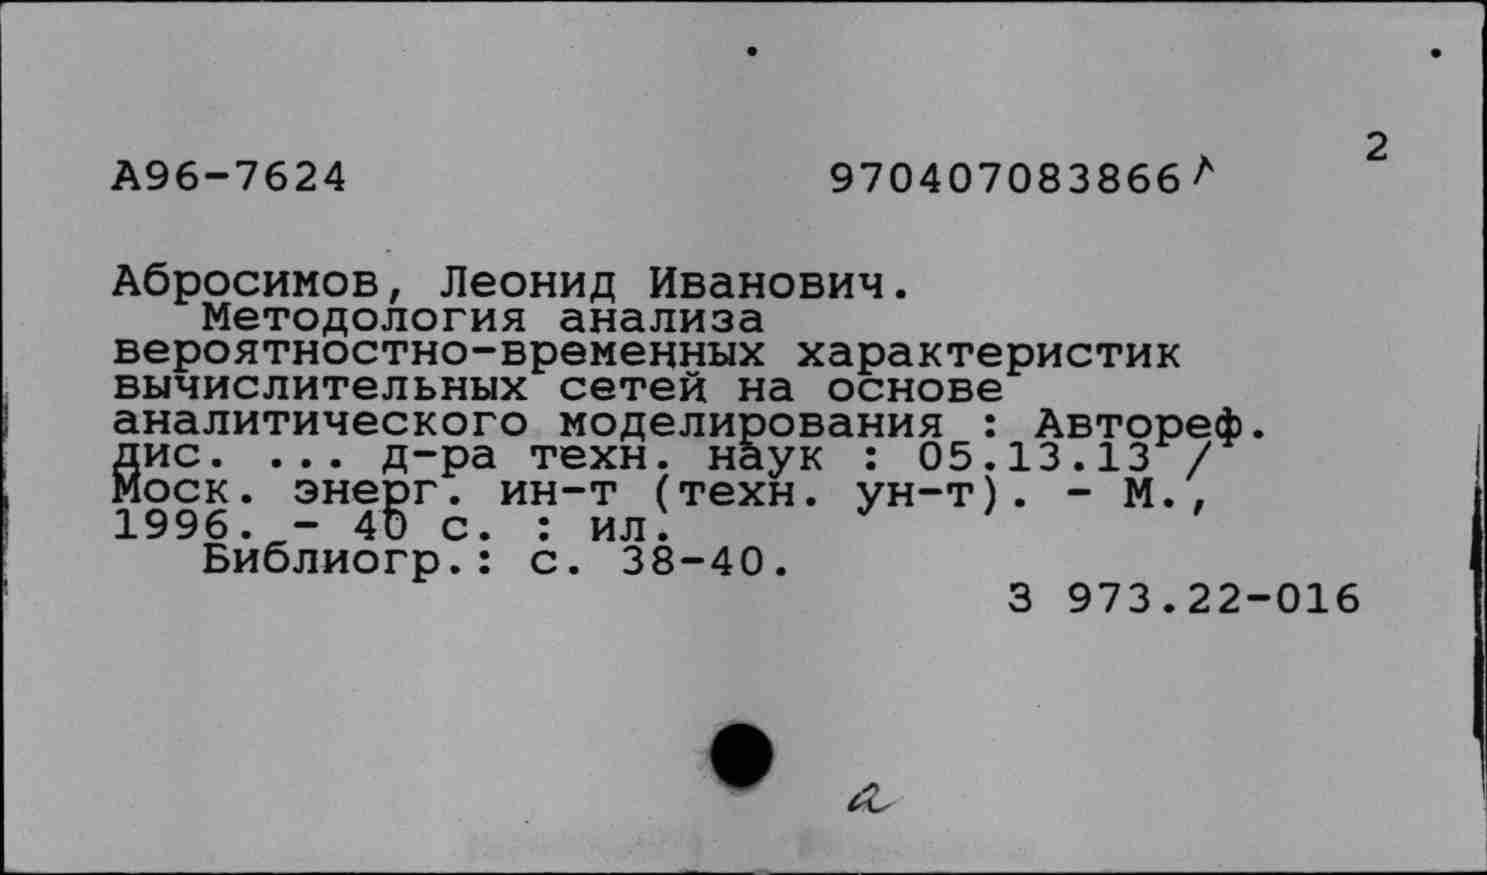 2
А96-7624 970407083866
Абросимов, Леонид Иванович.
Методология анализа
вероятностно-временных характеристик
вычислительных сетей на основе
аналитического моделирования : Автореф.
дис. ... д-ра техн. наук : 05.13.13 /
Моск. энерг. ин-т (техн. ун-т). - М.,
1996. - 40 с. : ил.
Библиогр.: с. 38-40.
З 973.22-016
а